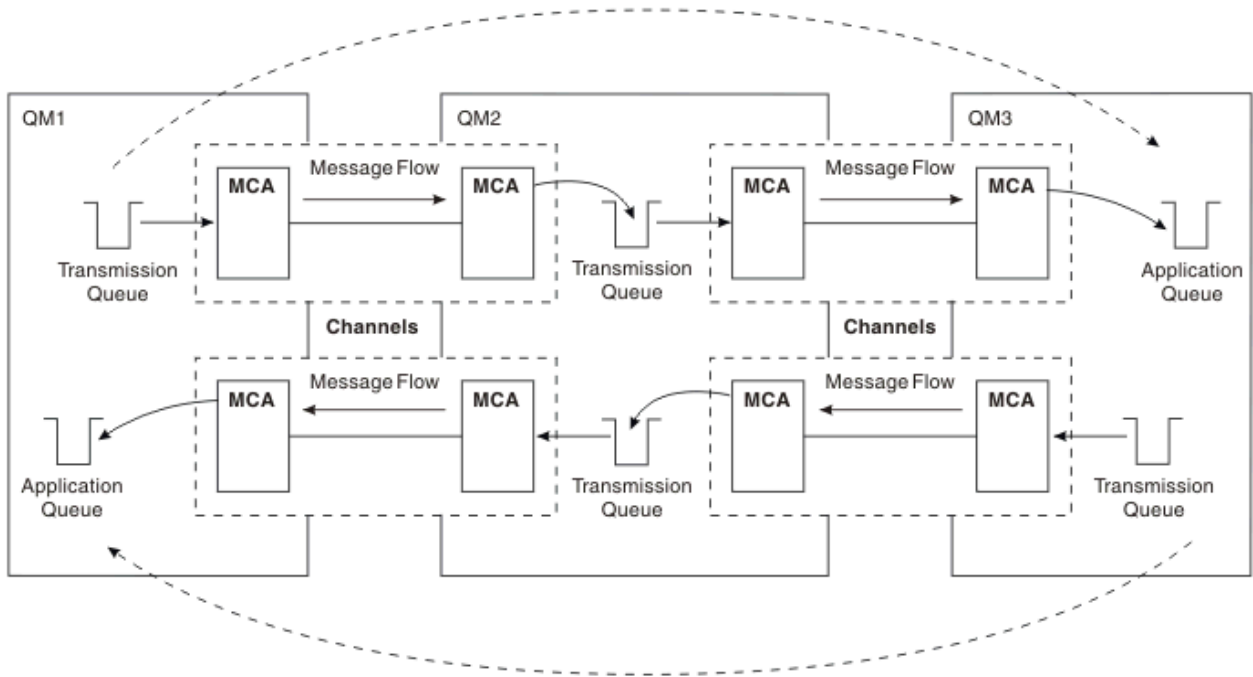 QM1
QM2
QM3
MCA
Message Flow
MCA
MCA
Message Flow
MCA
Transmission
Queue
Transmission
Queue
Application
Queue
Channels
Channels
MCA
Message Flow
MCA
MCA
Message Flow
MCA
Application
Queue
Transmission
Queue
Transmission
Queue